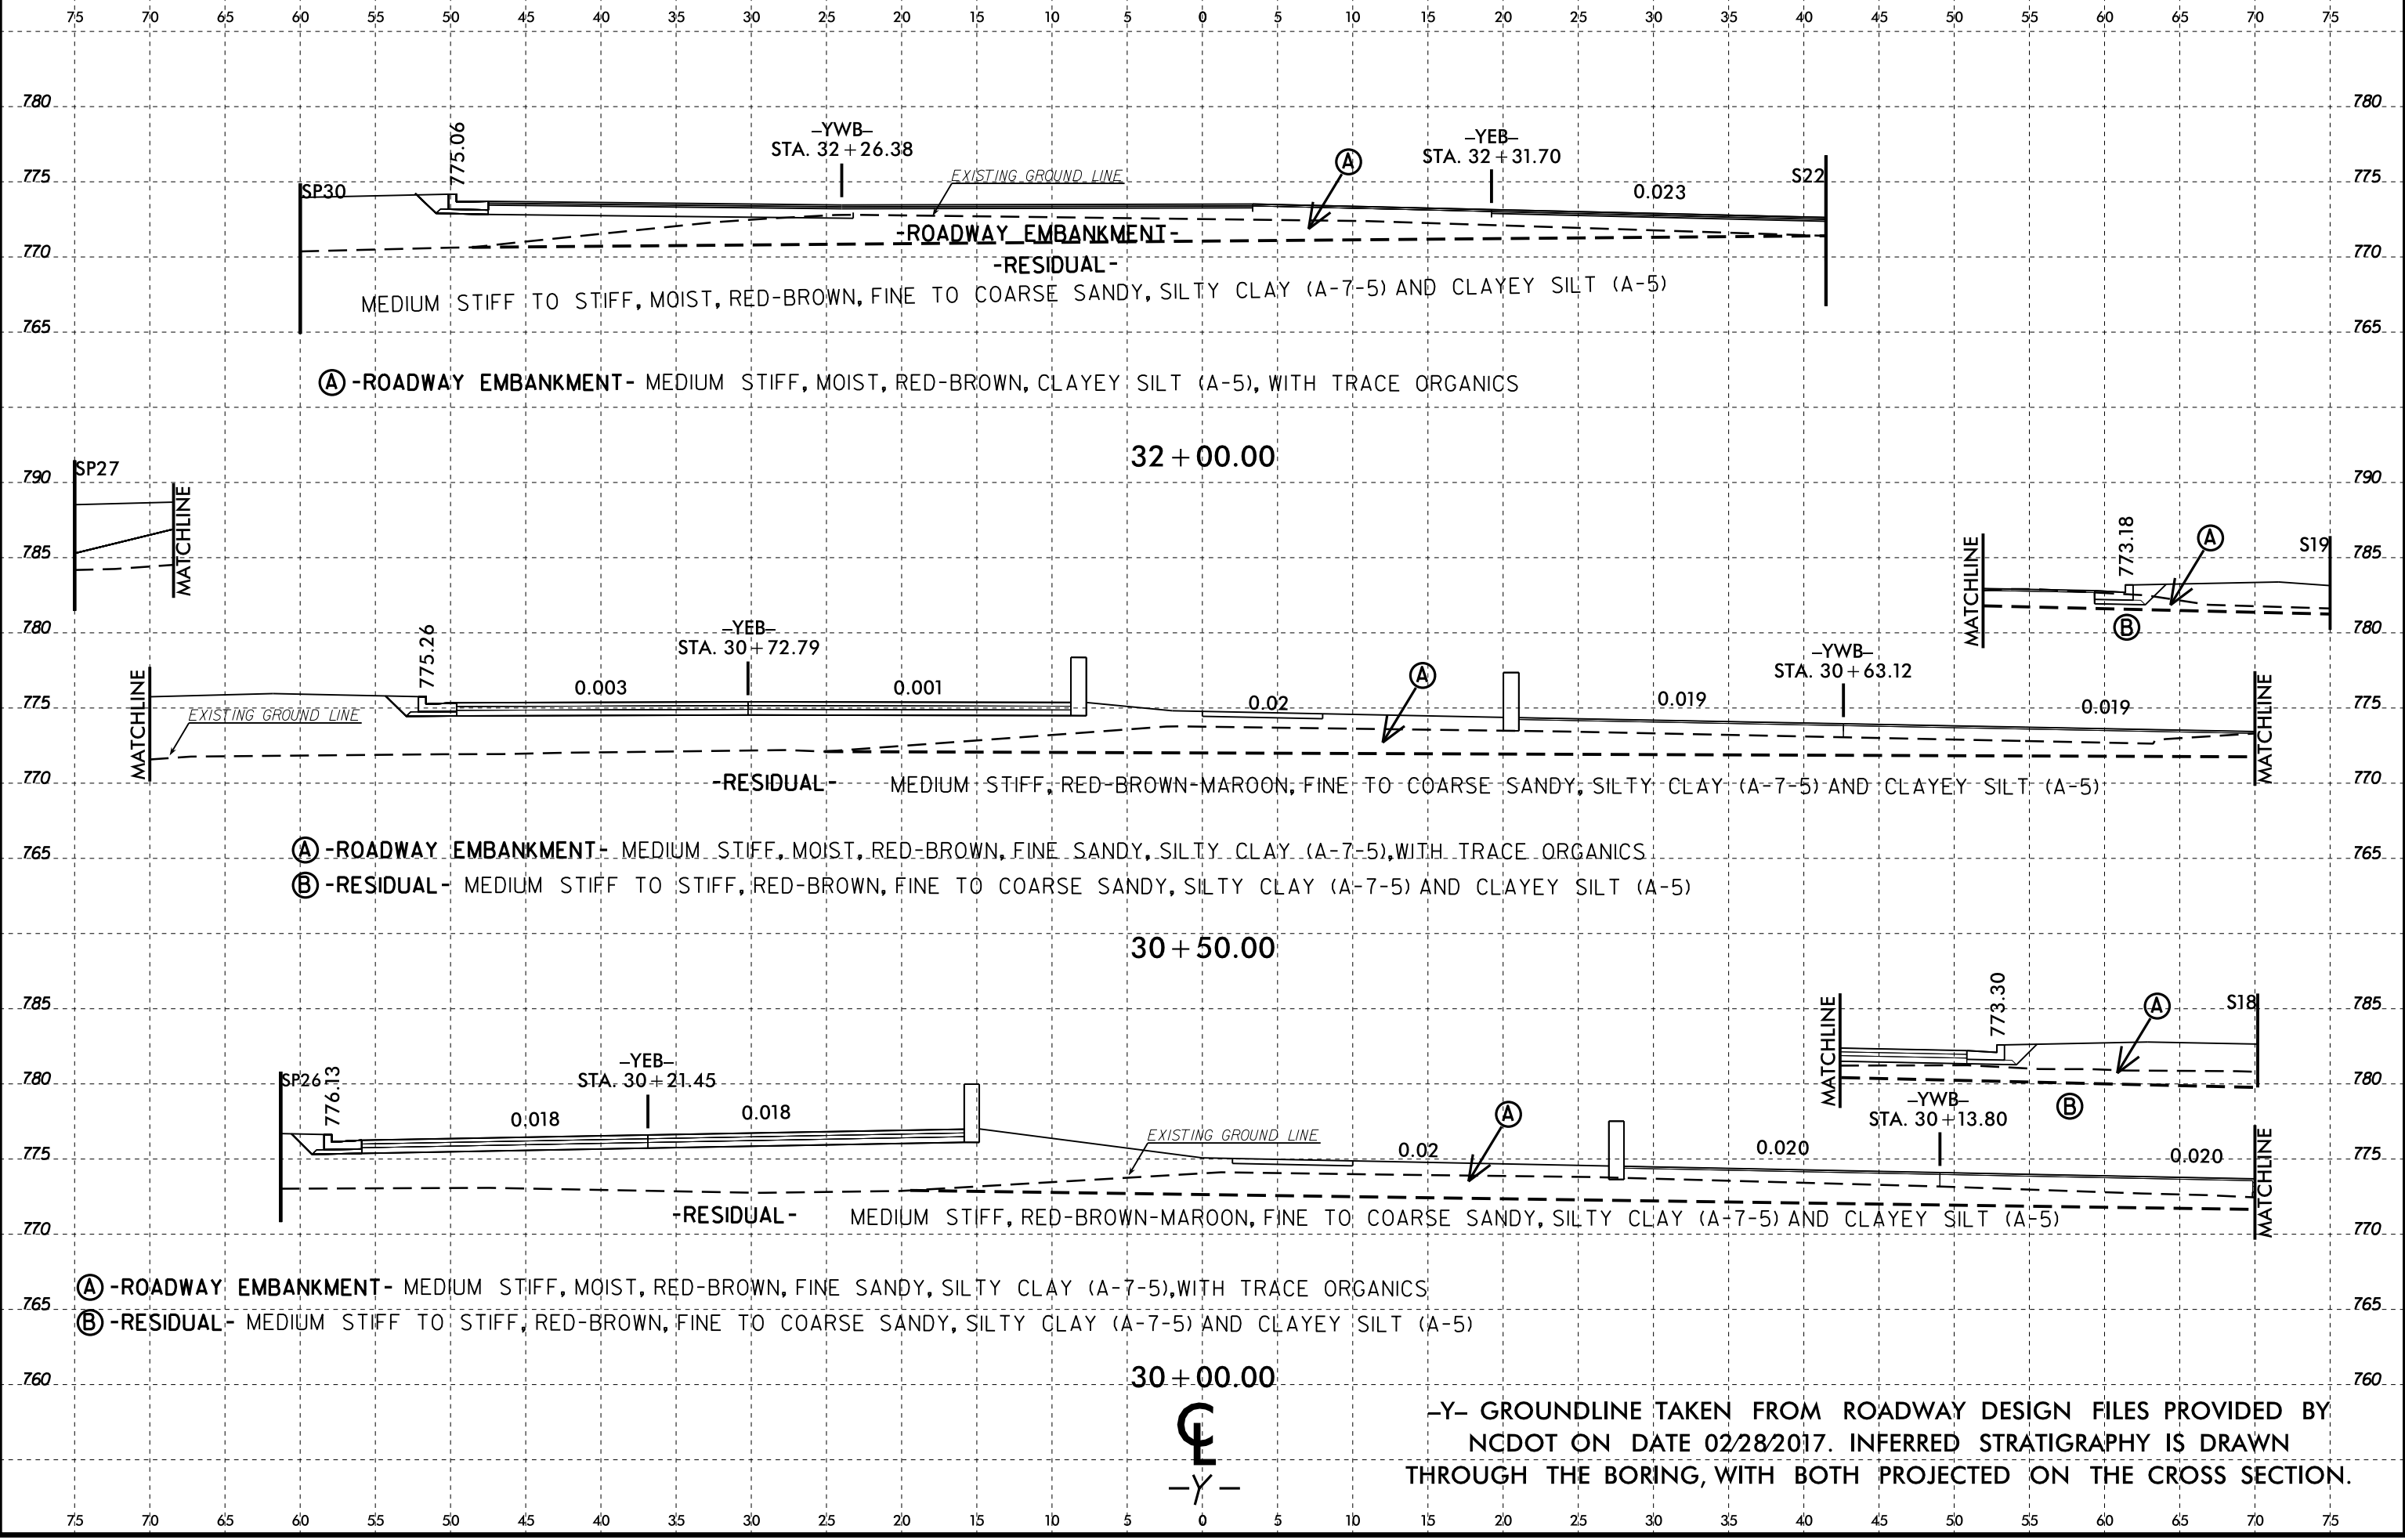 75 70 65 60 55 50 45 40 35 30 25 20 15 10 5 0 5 10 15 20 25 30 35 40 45 50 55 60 65 70 75
780 780
775.06
–YWB–
STA. 32+26.38
–YEB–
STA. 32+31.70
A
775 775
SP30
EXISTING GROUND LINE
S22
0.023
-ROADWAY EMBANKMENT-
770 770
-RESIDUAL-
MEDIUM STIFF TO STIFF, MOIST, RED-BROWN, FINE TO COARSE SANDY, SILTY CLAY (A-7-5) AND CLAYEY SILT (A-5)
765 765
A -ROADWAY EMBANKMENT- MEDIUM STIFF, MOIST, RED-BROWN, CLAYEY SILT (A-5), WITH TRACE ORGANICS
32+00.00
SP27
790 790
MATCHLINE
MATCHLINE
773.18
A
S19
785 785
B
780 780
775.26
–YEB–
STA. 30+72.79
–YWB–
STA. 30+63.12
A
MATCHLINE
0.003
0.001
0.02
0.019
0.019
MATCHLINE
775 775
EXISTING GROUND LINE
770 770
-RESIDUAL- MEDIUM STIFF, RED-BROWN-MAROON, FINE TO COARSE SANDY, SILTY CLAY (A-7-5) AND CLAYEY SILT (A-5)
765 765
A -ROADWAY EMBANKMENT- MEDIUM STIFF, MOIST, RED-BROWN, FINE SANDY, SILTY CLAY (A-7-5), WITH TRACE ORGANICS
B -RESIDUAL- MEDIUM STIFF TO STIFF, RED-BROWN, FINE TO COARSE SANDY, SILTY CLAY (A-7-5) AND CLAYEY SILT (A-5)
30+50.00
785 785
MATCHLINE
773.30
A
S18
B
780 780
SP26
776.13
–YEB–
STA. 30+21.45
–YWB–
STA. 30+13.80
0.018
0.018
A
EXISTING GROUND LINE
0.02
0.020
0.020
MATCHLINE
775 775
-RESIDUAL- MEDIUM STIFF, RED-BROWN-MAROON, FINE TO COARSE SANDY, SILTY CLAY (A-7-5) AND CLAYEY SILT (A-5)
770 770
A -ROADWAY EMBANKMENT- MEDIUM STIFF, MOIST, RED-BROWN, FINE SANDY, SILTY CLAY (A-7-5), WITH TRACE ORGANICS
765 765
B -RESIDUAL- MEDIUM STIFF TO STIFF, RED-BROWN, FINE TO COARSE SANDY, SILTY CLAY (A-7-5) AND CLAYEY SILT (A-5)
30+00.00
760 760
CL
–Y–
–Y– GROUNDLINE TAKEN FROM ROADWAY DESIGN FILES PROVIDED BY
NCDOT ON DATE 02/28/2017. INFERRED STRATIGRAPHY IS DRAWN
THROUGH THE BORING, WITH BOTH PROJECTED ON THE CROSS SECTION.
75 70 65 60 55 50 45 40 35 30 25 20 15 10 5 0 5 10 15 20 25 30 35 40 45 50 55 60 65 70 75